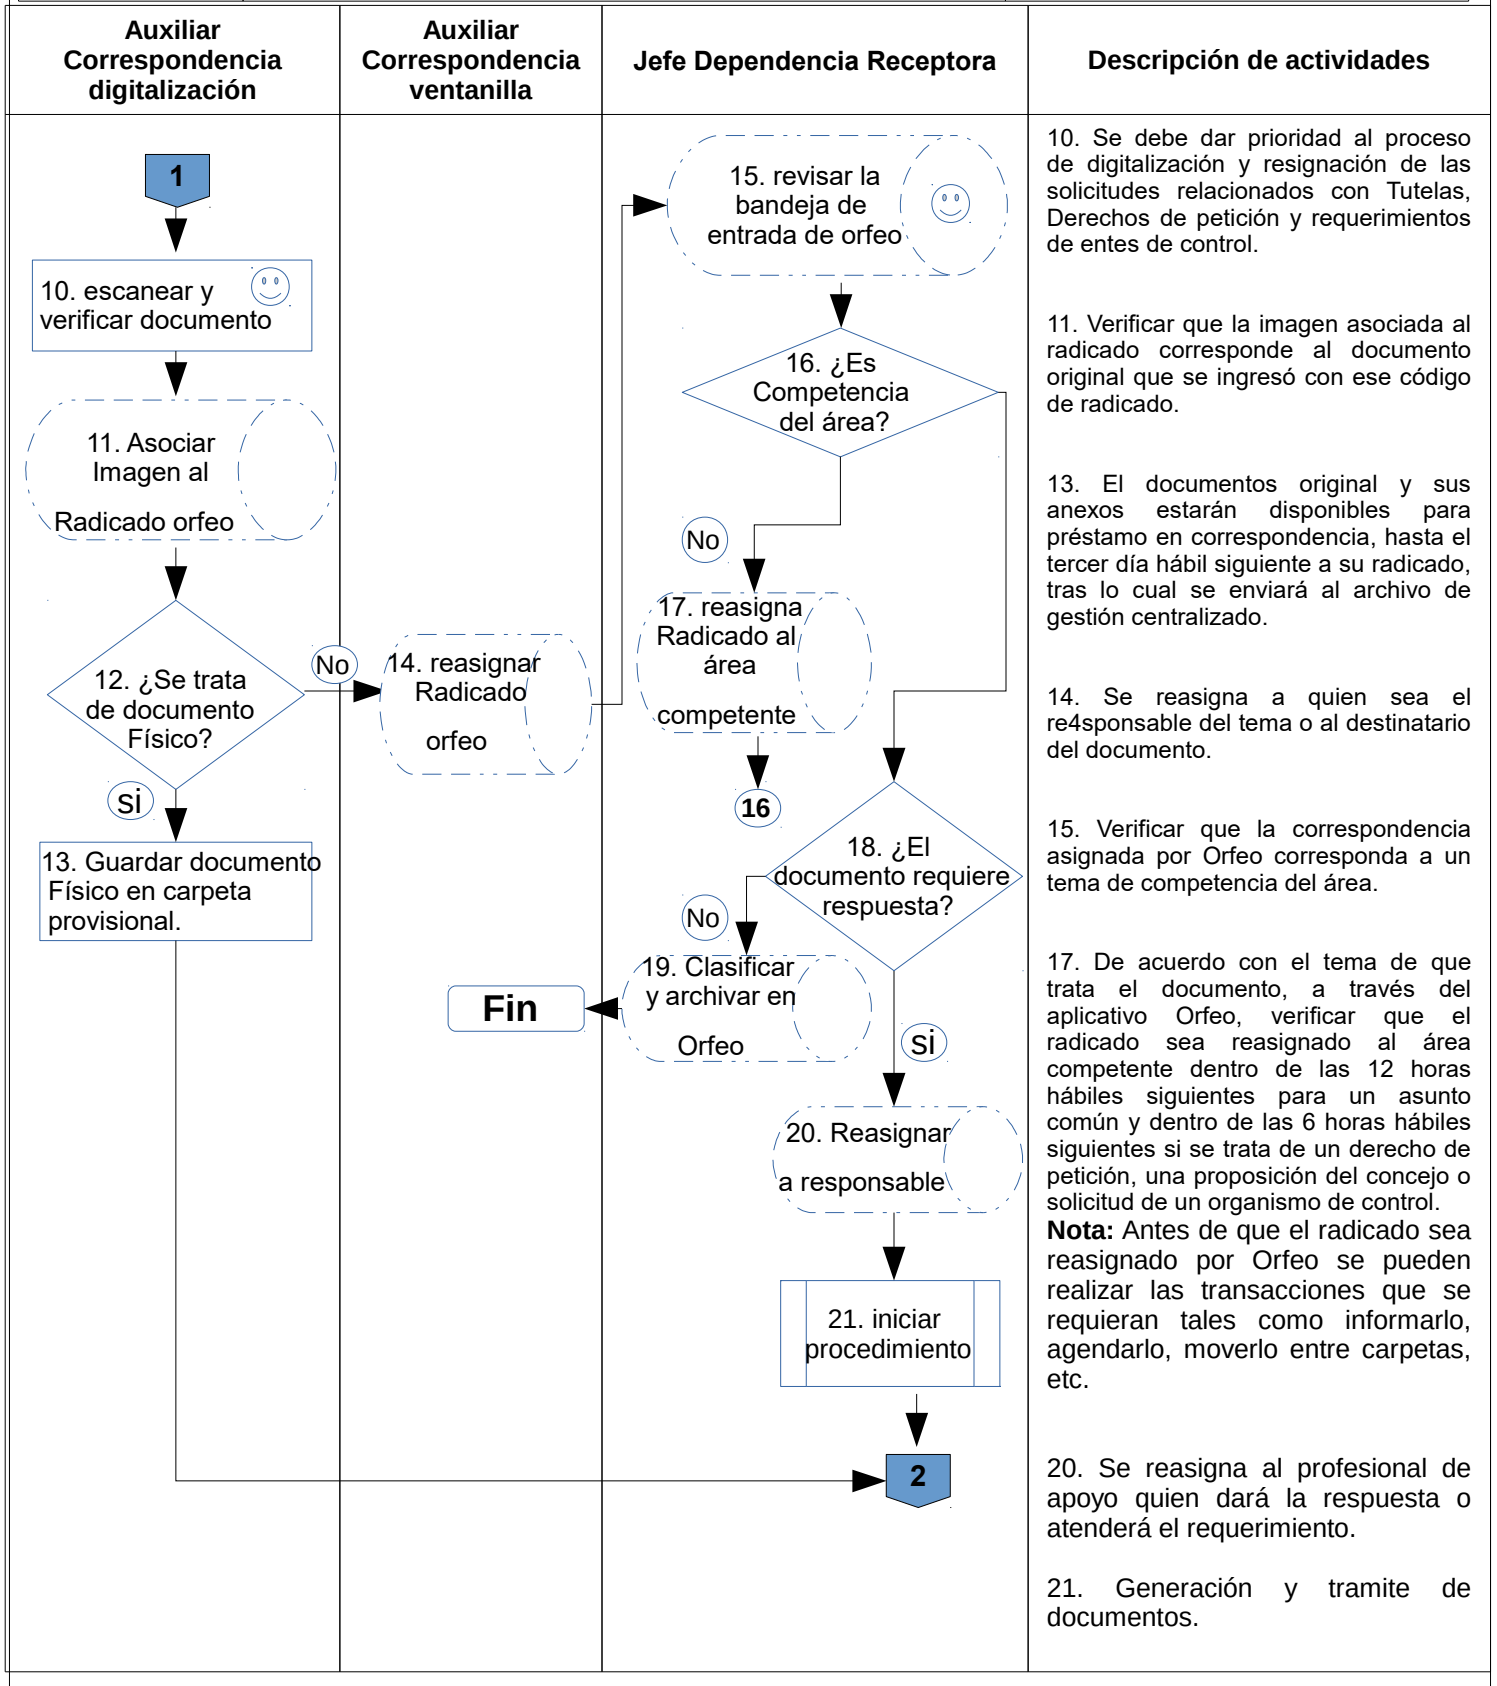 Auxiliar
Correspondencia
digitalización
Auxiliar
Correspondencia
ventanilla
Jefe Dependencia Receptora
Descripción de actividades
1
10. escanear y
verificar documento
11. Asociar
Imagen al
Radicado orfeo
12. ¿Se trata
de documento
Físico?
No
si
13. Guardar documento
Físico en carpeta
provisional.
14. reasignar
Radicado
orfeo
15. revisar la
bandeja de
entrada de orfeo
16. ¿Es
Competencia
del área?
No
17. reasigna
Radicado al
área
competente
16
18. ¿El
documento requiere
respuesta?
No
19. Clasificar
y archivar en
Orfeo
Fin
si
20. Reasignar
a responsable
21. iniciar
procedimiento
2
10. Se debe dar prioridad al proceso
de digitalización y resignación de las
solicitudes relacionados con Tutelas,
Derechos de petición y requerimientos
de entes de control.
11. Verificar que la imagen asociada al
radicado corresponde al documento
original que se ingresó con ese código
de radicado.
13. El documentos original y sus
anexos estarán disponibles para
préstamo en correspondencia, hasta el
tercer día hábil siguiente a su radicado,
tras lo cual se enviará al archivo de
gestión centralizado.
14. Se reasigna a quien sea el
re4sponsable del tema o al destinatario
del documento.
15. Verificar que la correspondencia
asignada por Orfeo corresponda a un
tema de competencia del área.
17. De acuerdo con el tema de que
trata el documento, a través del
aplicativo Orfeo, verificar que el
radicado sea reasignado al área
competente dentro de las 12 horas
hábiles siguientes para un asunto
común y dentro de las 6 horas hábiles
siguientes si se trata de un derecho de
petición, una proposición del concejo o
solicitud de un organismo de control.
Nota: Antes de que el radicado sea
reasignado por Orfeo se pueden
realizar las transacciones que se
requieran tales como informarlo,
agendarlo, moverlo entre carpetas,
etc.
20. Se reasigna al profesional de
apoyo quien dará la respuesta o
atenderá el requerimiento.
21. Generación y tramite de
documentos.